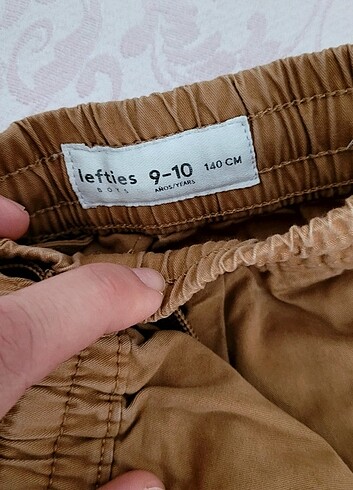 lefties 9-10 140 CM
BOYS AÑOS/YEARS